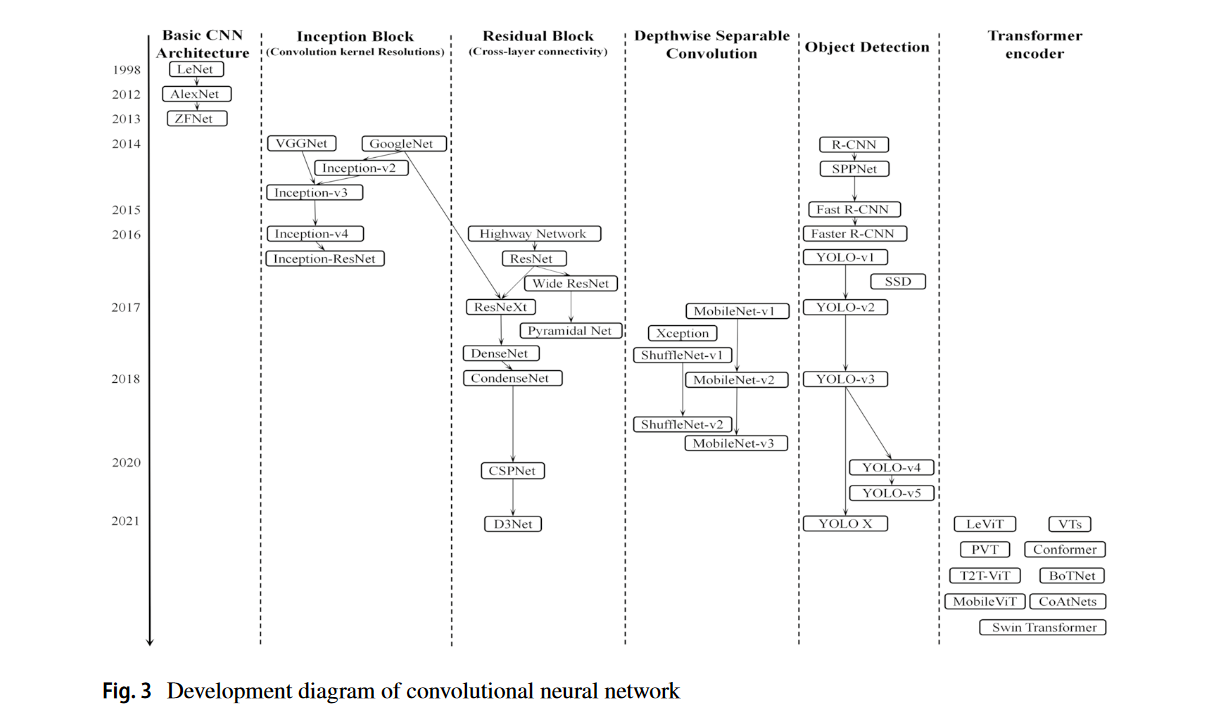 Basic CNN
Architecture
Inception Block
(Convolution kernel Resolutions)
Residual Block
(Cross-layer connectivity)
Depthwise Separable
Convolution
Object Detection
Transformer
encoder
1998
LeNet
2012
AlexNet
2013
ZFNet
2014
VGGNet
GoogleNet
R-CNN
Inception-v2
SPPNet
Inception-v3
2015
Fast R-CNN
2016
Inception-v4
Highway Network
Faster R-CNN
Inception-ResNet
ResNet
YOLO-v1
Wide ResNet
SSD
2017
ResNeXt
MobileNet-v1
YOLO-v2
Pyramidal Net
Xception
DenseNet
ShuffleNet-v1
2018
CondenseNet
MobileNet-v2
YOLO-v3
ShuffleNet-v2
MobileNet-v3
2020
CSPNet
YOLO-v4
YOLO-v5
2021
D3Net
YOLO X
LeViT
VTs
PVT
Conformer
T2T-ViT
BoTNet
MobileViT
CoAtNets
Swin Transformer
Fig. 3 Development diagram of convolutional neural network